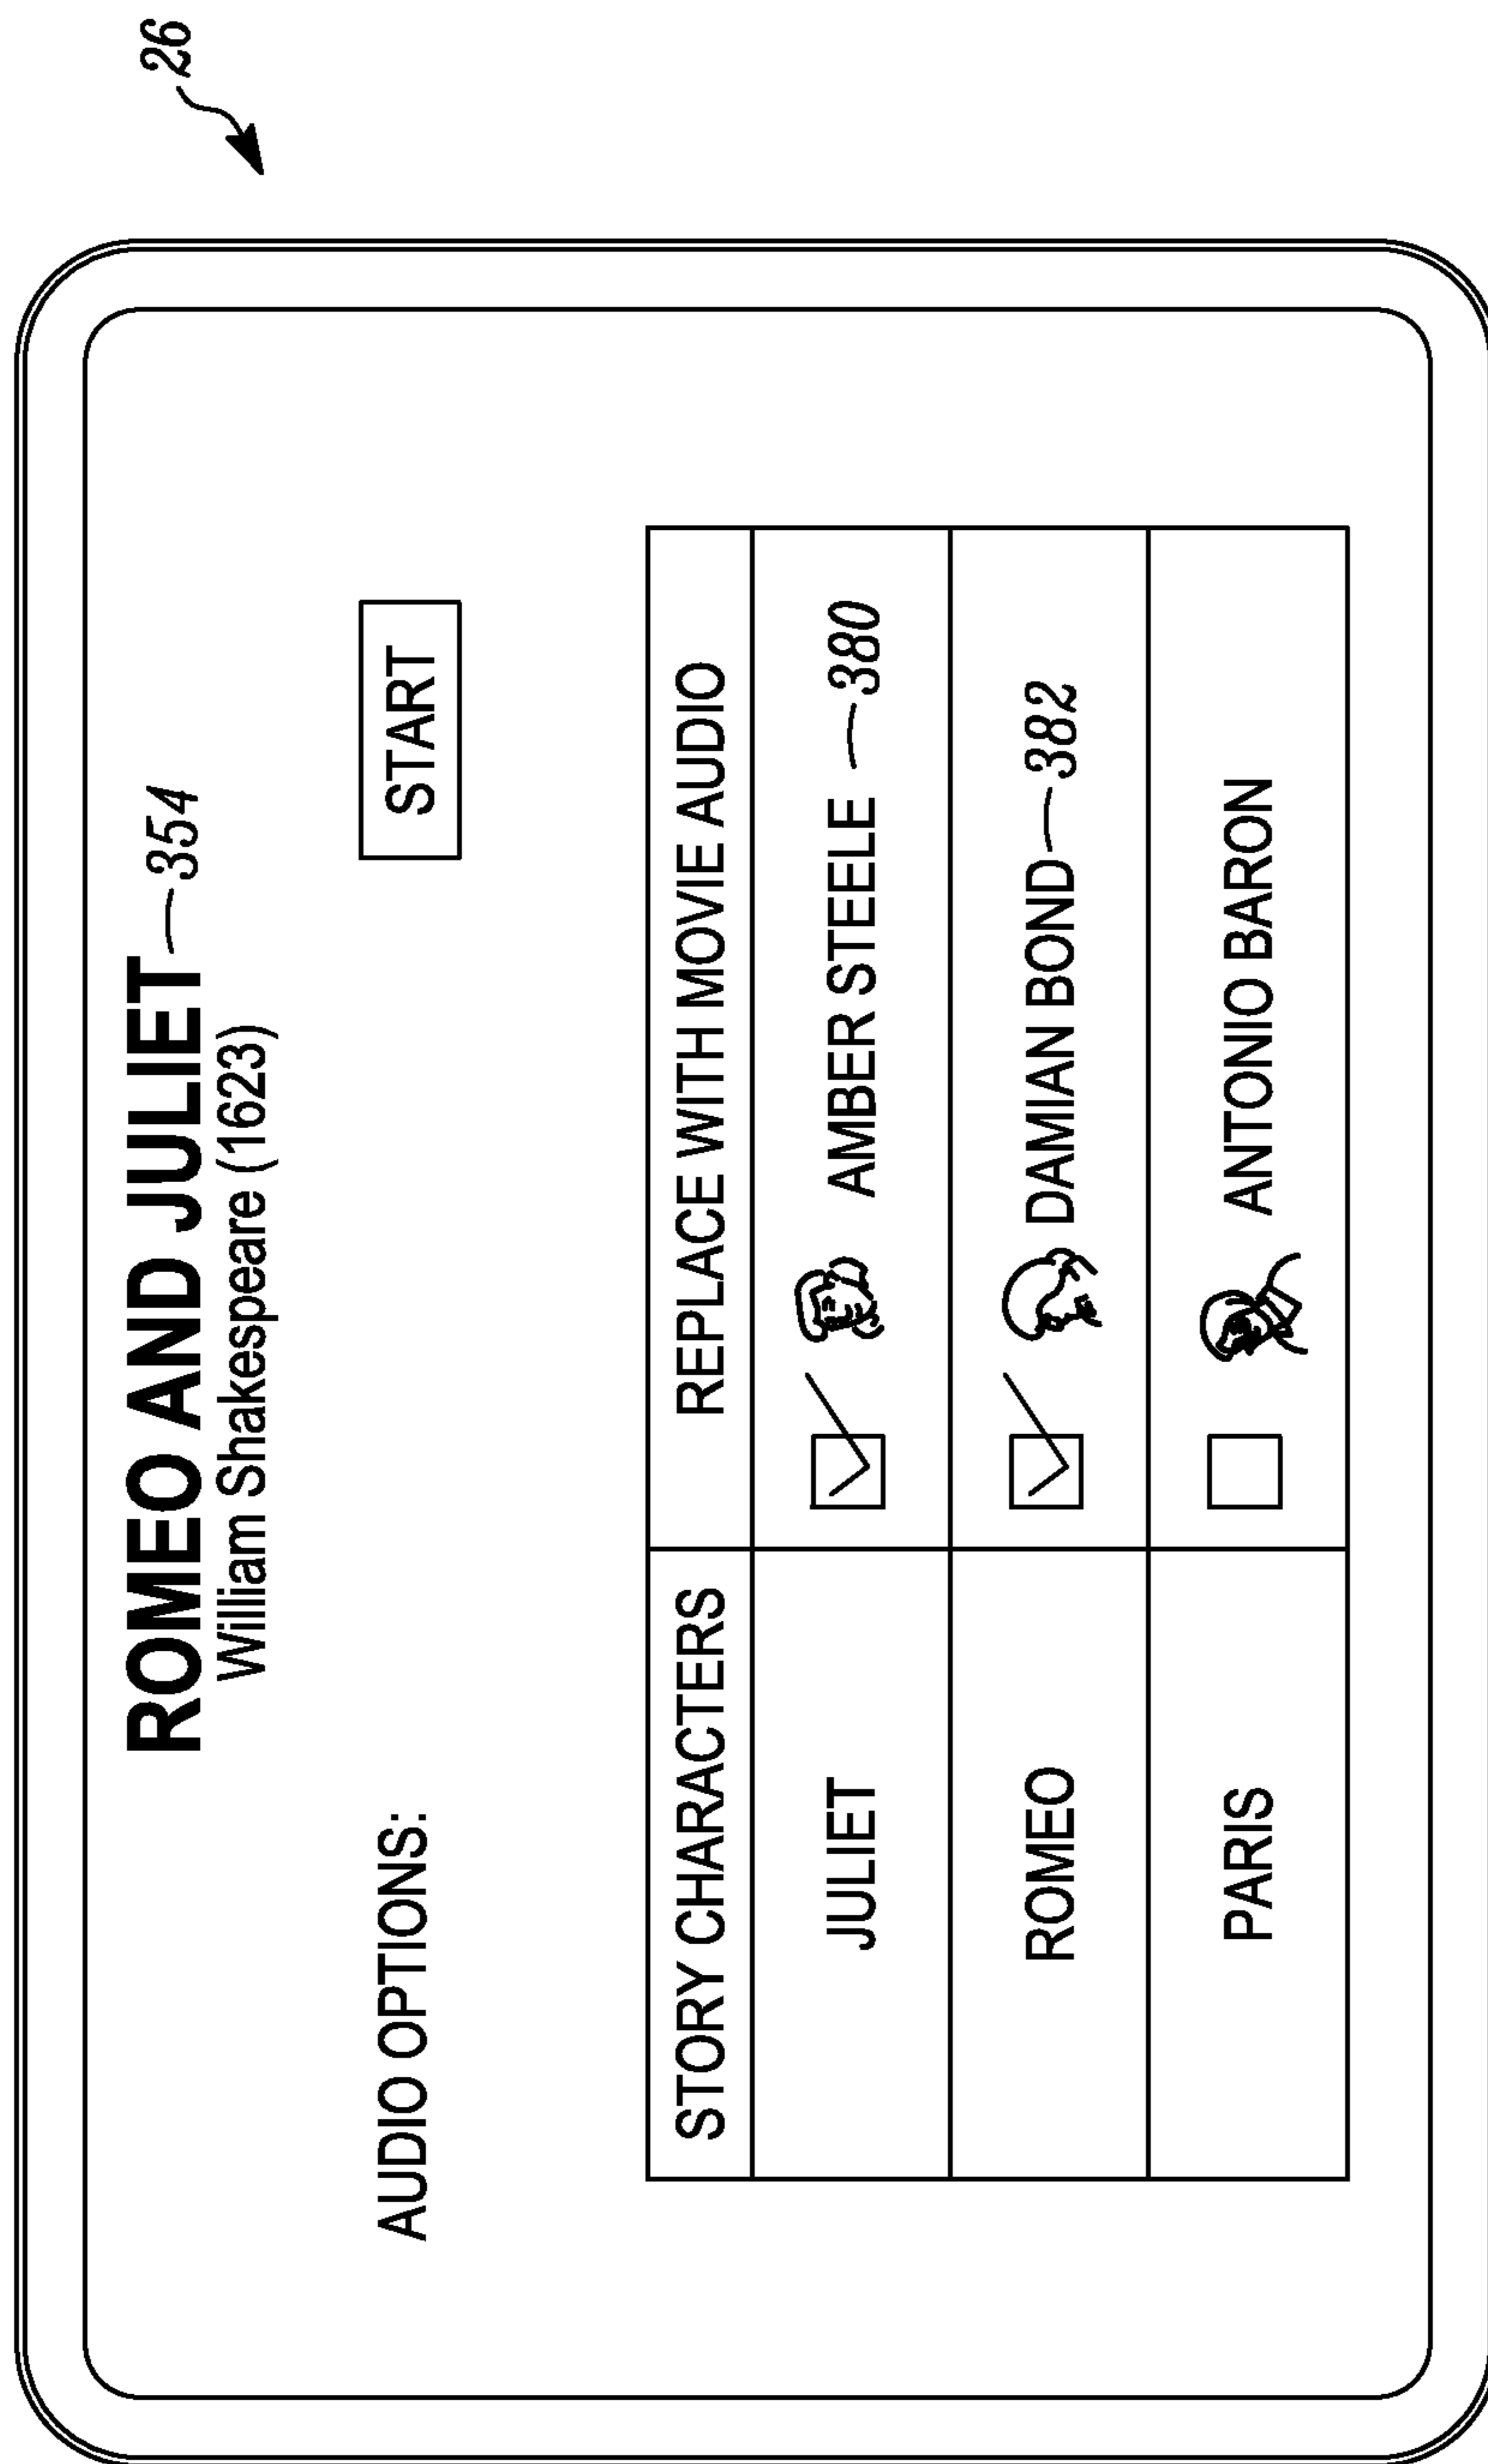 26
ROMEO AND JULIET 354
William Shakespeare (1623)
AUDIO OPTIONS: START
STORY CHARACTERS REPLACE WITH MOVIE AUDIO
JULIET AMBER STEELE 380
ROMEO DAMIAN BOND 382
PARIS ANTONIO BARON